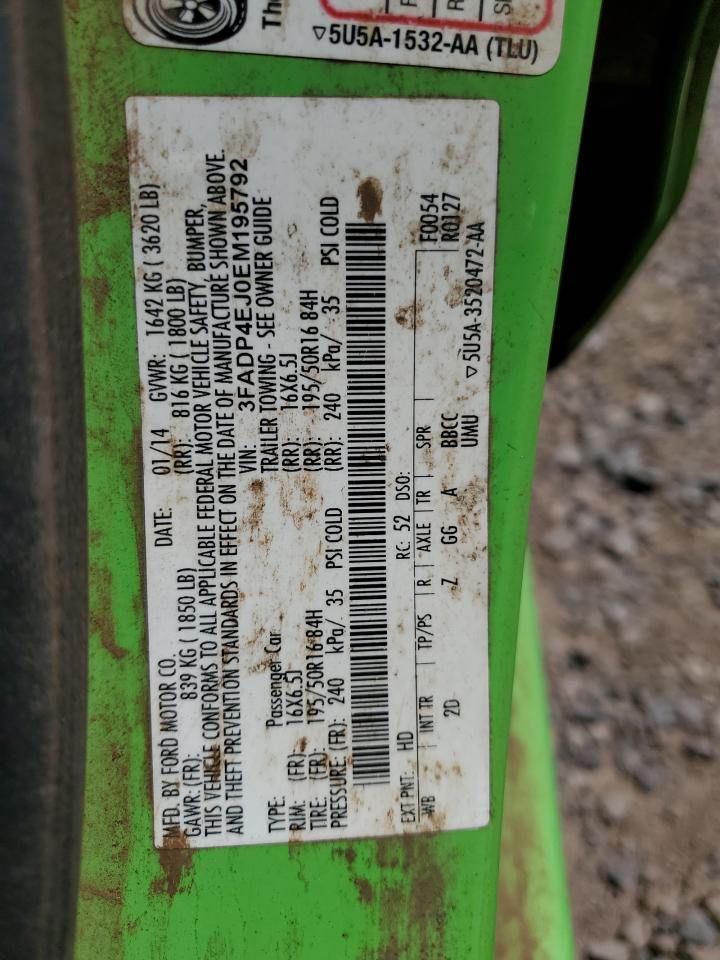 Th
▽5U5A-1532-AA (TLU)
MFD. BY FORD MOTOR CO. DATE: 01/14 GVWR: 1642 KG ( 3620 LB)
GAWR: (FR): 839 KG ( 1850 LB) (RR): 816 KG ( 1800 LB)
THIS VEHICLE CONFORMS TO ALL APPLICABLE FEDERAL MOTOR VEHICLE SAFETY, BUMPER,
AND THEFT PREVENTION STANDARDS IN EFFECT ON THE DATE OF MANUFACTURE SHOWN ABOVE.
VIN: 3FADP4EJ0EM195792
TYPE: Passenger Car TRAILER TOWING - SEE OWNER GUIDE
RIM: (FR): 16X6.5J (RR): 16X6.5J
TIRE: (FR): 195/50R16 84H (RR): 195/50R16 84H
PRESSURE: (FR): 240 kPa/ 35 PSI COLD (RR): 240 kPa/ 35 PSI COLD
EXT PNT: HD RC: 52 DSO: F0054
R0127
WB INT TR TP/PS R. AXLE TR SPR
2D Z GG A BBCC
UMU
▽5U5A-3520472-AA